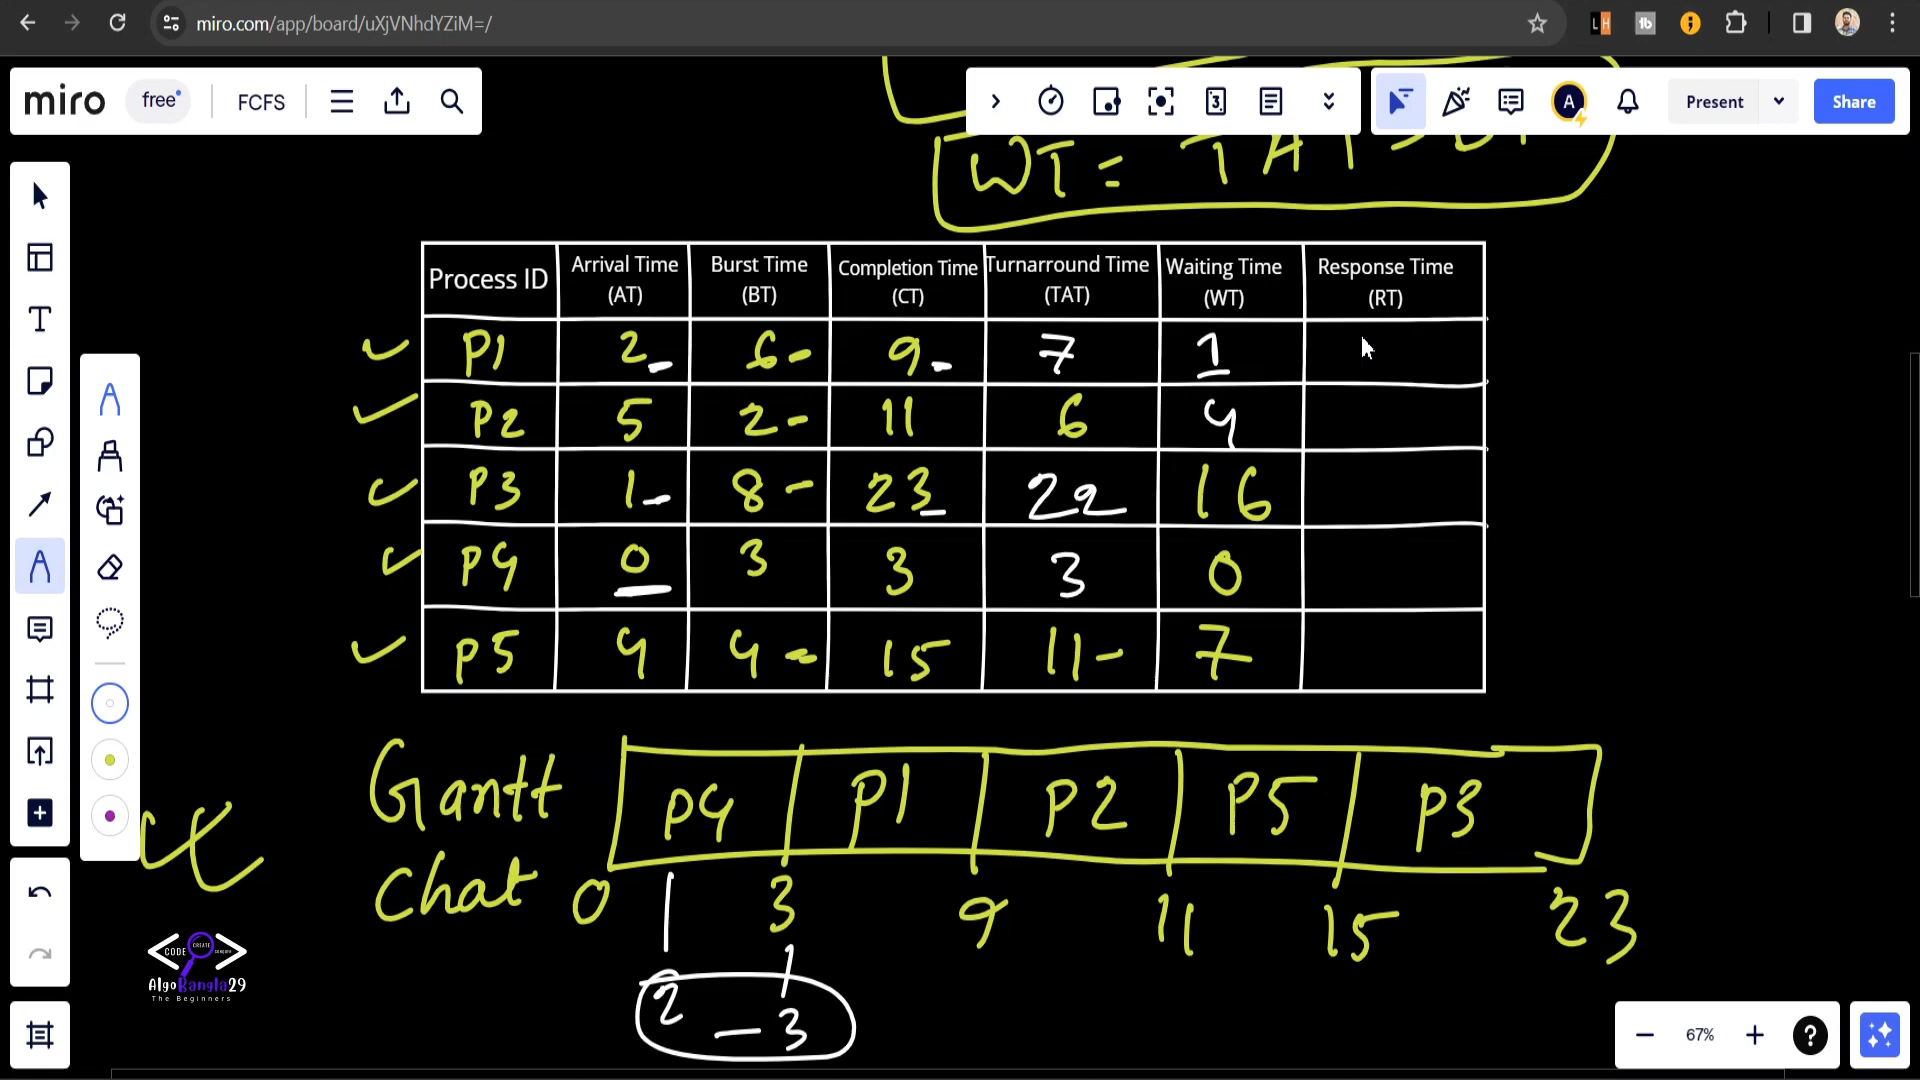 miro.com/app/board/uXjVNhdYZiM=/
miro free FCFS
Present Share
WT =
Process ID Arrival Time (AT) Burst Time (BT) Completion Time (CT) Turnarround Time (TAT) Waiting Time (WT) Response Time (RT)
P1 2 6 9 7 1
P2 5 2 11 6 4
P3 1 8 23 22 16
P4 0 3 3 3 0
P5 4 4 15 11 7
Gantt P4 P1 P2 P5 P3
Chat 0 3 9 11 15 23
2 - 3
CODE CREATE
AlgoBangla29
The Beginners
67%